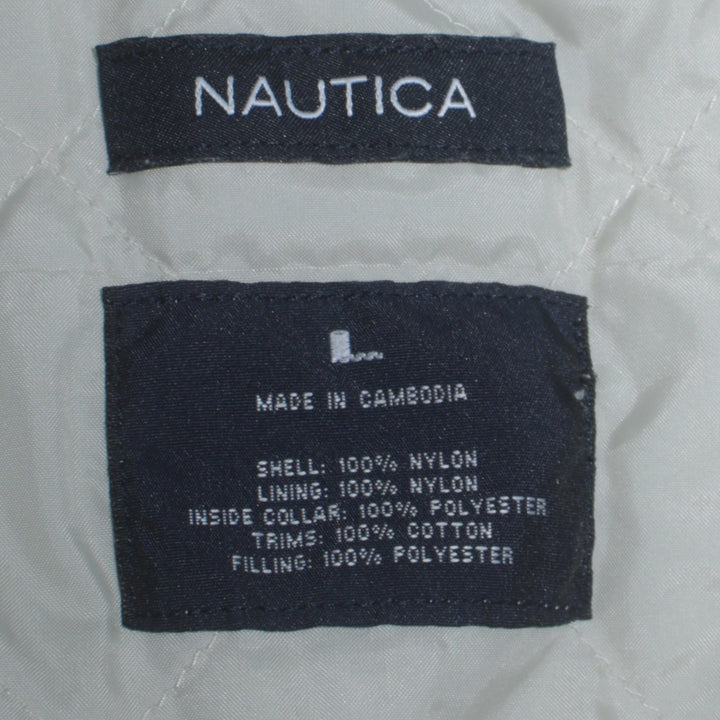 NAUTICA
L
MADE IN CAMBODIA
SHELL: 100% NYLON
LINING: 100% NYLON
INSIDE COLLAR: 100% POLYESTER
TRIMS: 100% COTTON
FILLING: 100% POLYESTER